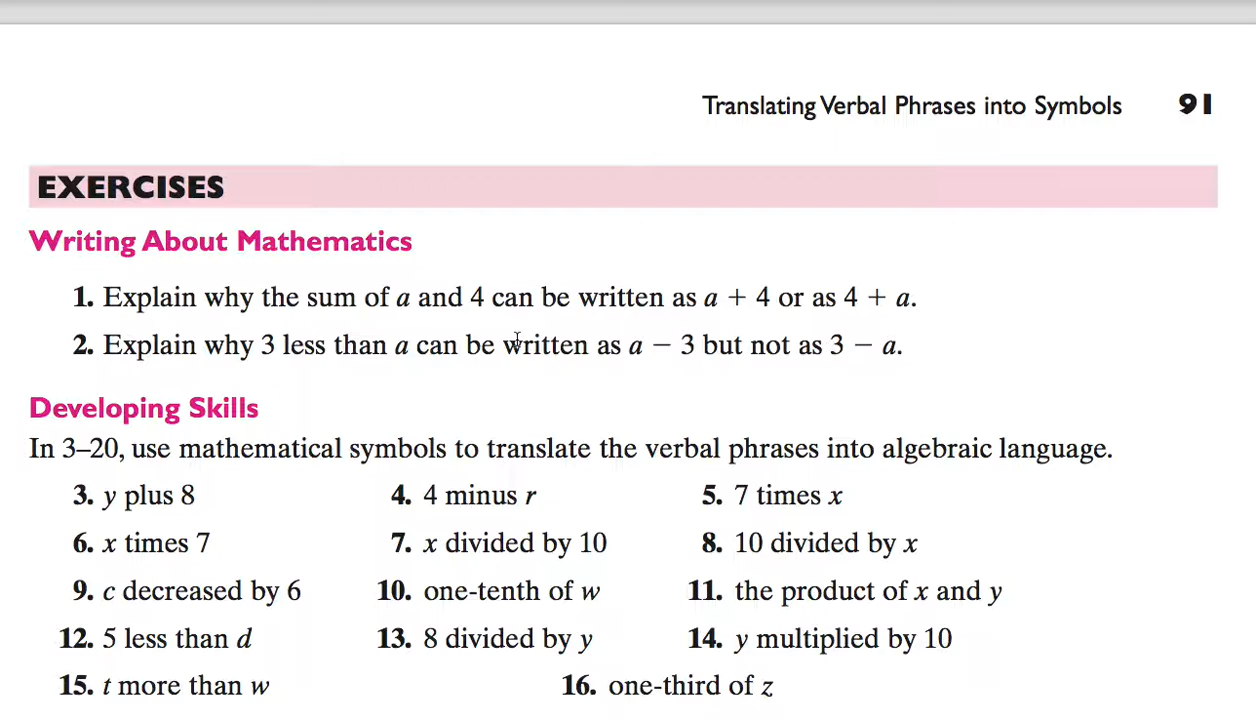 Translating Verbal Phrases into Symbols 91
EXERCISES
Writing About Mathematics
1. Explain why the sum of a and 4 can be written as a + 4 or as 4 + a.
2. Explain why 3 less than a can be written as a − 3 but not as 3 − a.
Developing Skills
In 3–20, use mathematical symbols to translate the verbal phrases into algebraic language.
3. y plus 8 4. 4 minus r 5. 7 times x
6. x times 7 7. x divided by 10 8. 10 divided by x
9. c decreased by 6 10. one-tenth of w 11. the product of x and y
12. 5 less than d 13. 8 divided by y 14. y multiplied by 10
15. t more than w 16. one-third of z